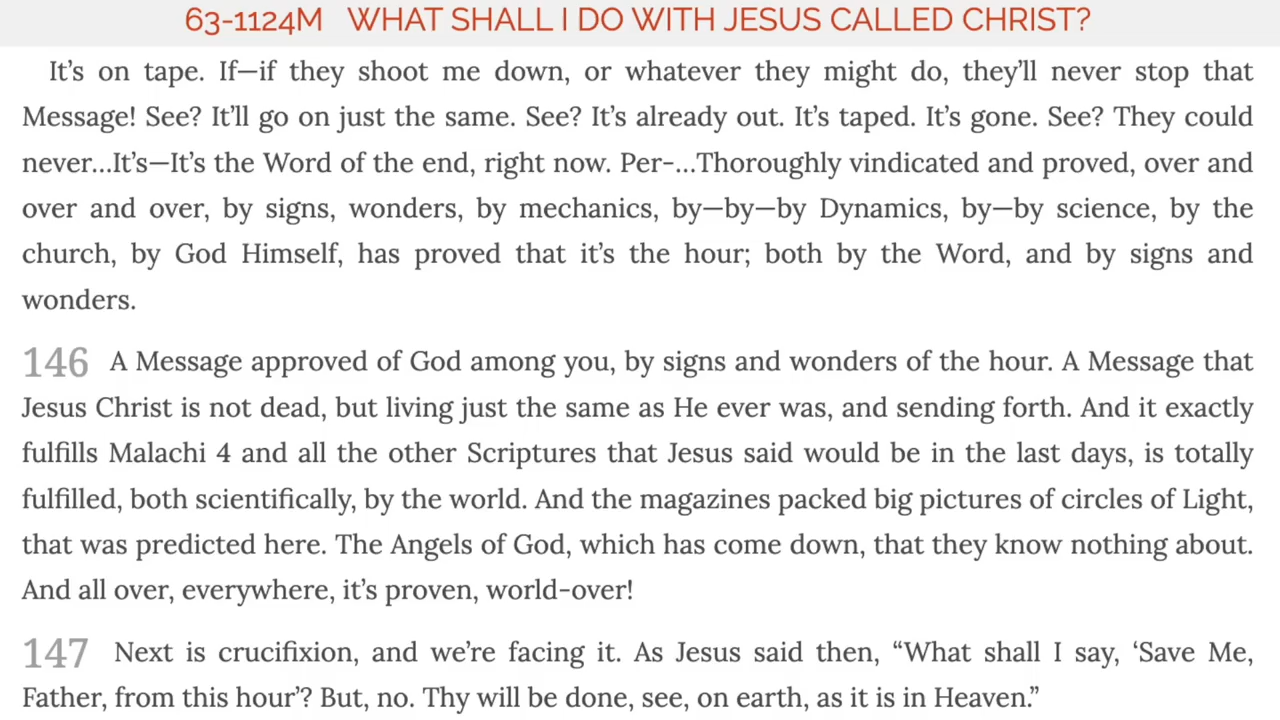 63-1124M WHAT SHALL I DO WITH JESUS CALLED CHRIST?
It’s on tape. If—if they shoot me down, or whatever they might do, they’ll never stop that
Message! See? It’ll go on just the same. See? It’s already out. It’s taped. It’s gone. See? They could
never...It’s—It’s the Word of the end, right now. Per-...Thoroughly vindicated and proved, over and
over and over, by signs, wonders, by mechanics, by—by—by Dynamics, by—by science, by the
church, by God Himself, has proved that it’s the hour; both by the Word, and by signs and
wonders.
146 A Message approved of God among you, by signs and wonders of the hour. A Message that
Jesus Christ is not dead, but living just the same as He ever was, and sending forth. And it exactly
fulfills Malachi 4 and all the other Scriptures that Jesus said would be in the last days, is totally
fulfilled, both scientifically, by the world. And the magazines packed big pictures of circles of Light,
that was predicted here. The Angels of God, which has come down, that they know nothing about.
And all over, everywhere, it’s proven, world-over!
147 Next is crucifixion, and we’re facing it. As Jesus said then, “What shall I say, ‘Save Me,
Father, from this hour’? But, no. Thy will be done, see, on earth, as it is in Heaven.”